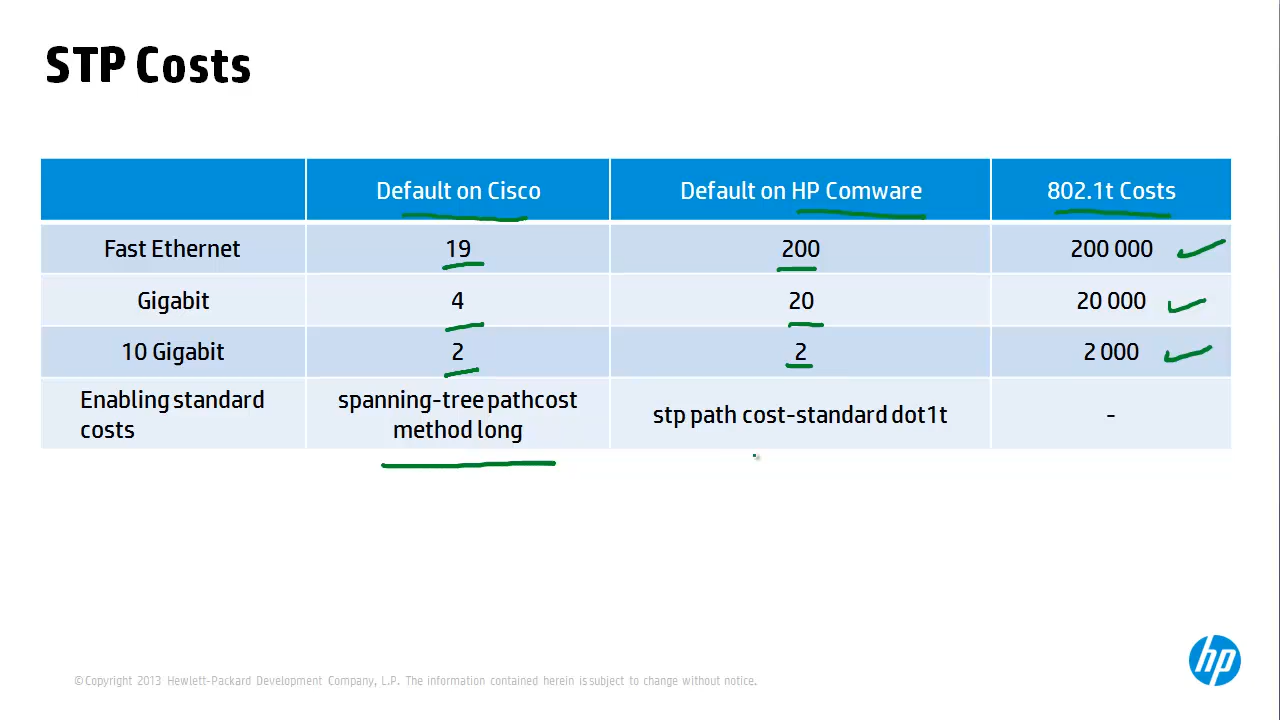 STP Costs
Default on Cisco Default on HP Comware 802.1t Costs
Fast Ethernet 19 200 200 000
Gigabit 4 20 20 000
10 Gigabit 2 2 2 000
Enabling standard costs spanning-tree pathcost method long stp path cost-standard dot1t -
hp
© Copyright 2013 Hewlett-Packard Development Company, L.P. The information contained herein is subject to change without notice.